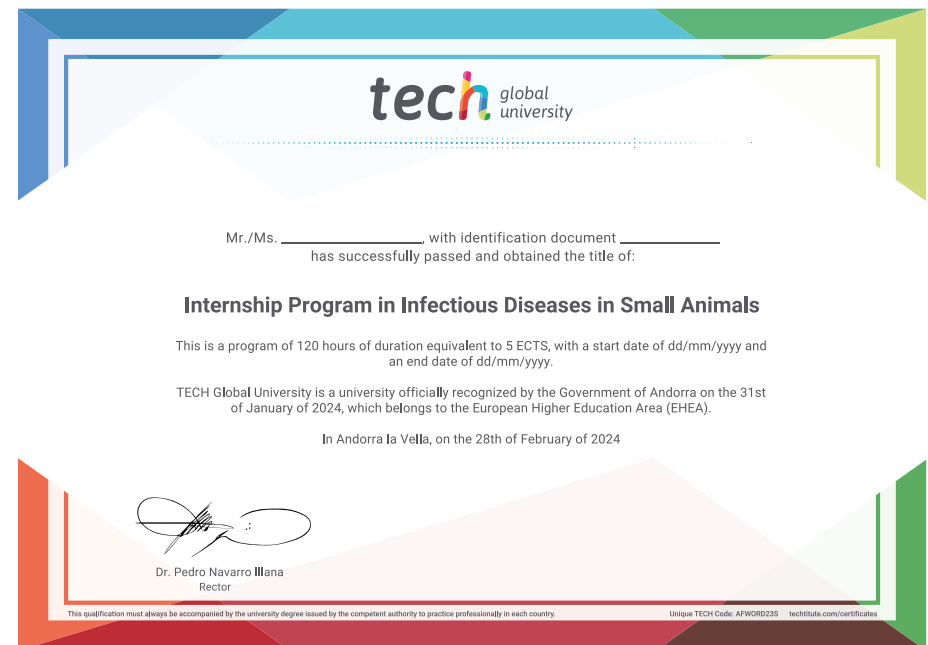 tech global university
Mr./Ms. ____________________, with identification document ______________
has successfully passed and obtained the title of:
Internship Program in Infectious Diseases in Small Animals
This is a program of 120 hours of duration equivalent to 5 ECTS, with a start date of dd/mm/yyyy and
an end date of dd/mm/yyyy.
TECH Global University is a university officially recognized by the Government of Andorra on the 31st
of January of 2024, which belongs to the European Higher Education Area (EHEA).
In Andorra la Vella, on the 28th of February of 2024
Dr. Pedro Navarro Illana
Rector
This qualification must always be accompanied by the university degree issued by the competent authority to practice professionally in each country. Unique TECH Code: AFWORD23S techtitute.com/certificates